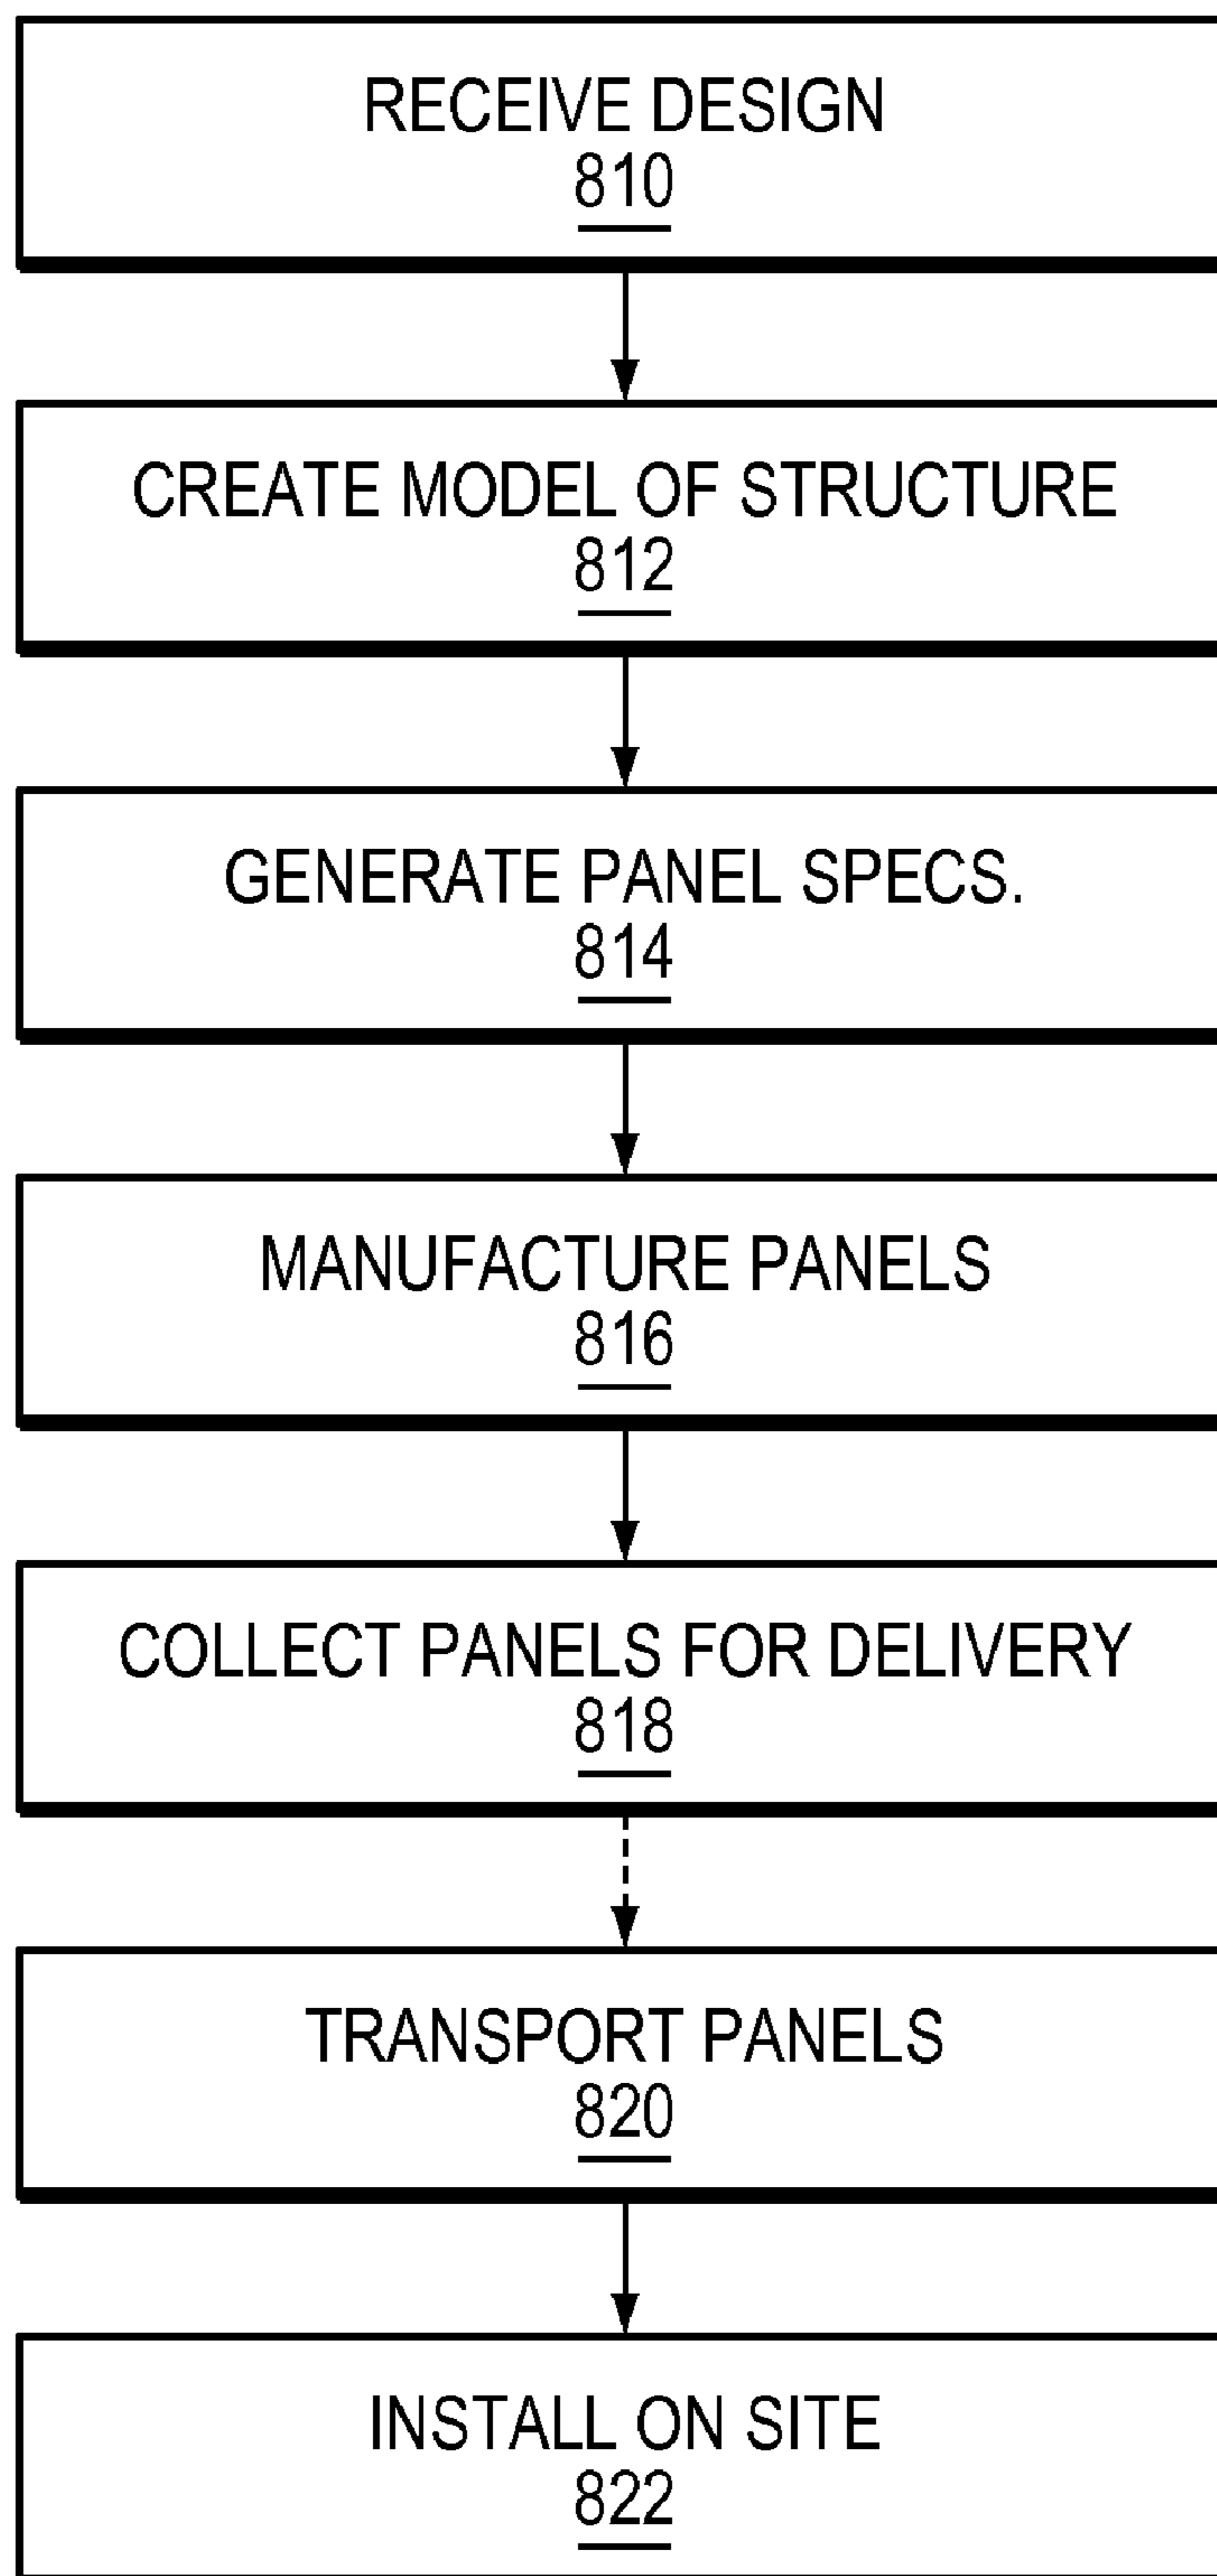 RECEIVE DESIGN
810
CREATE MODEL OF STRUCTURE
812
GENERATE PANEL SPECS.
814
MANUFACTURE PANELS
816
COLLECT PANELS FOR DELIVERY
818
TRANSPORT PANELS
820
INSTALL ON SITE
822